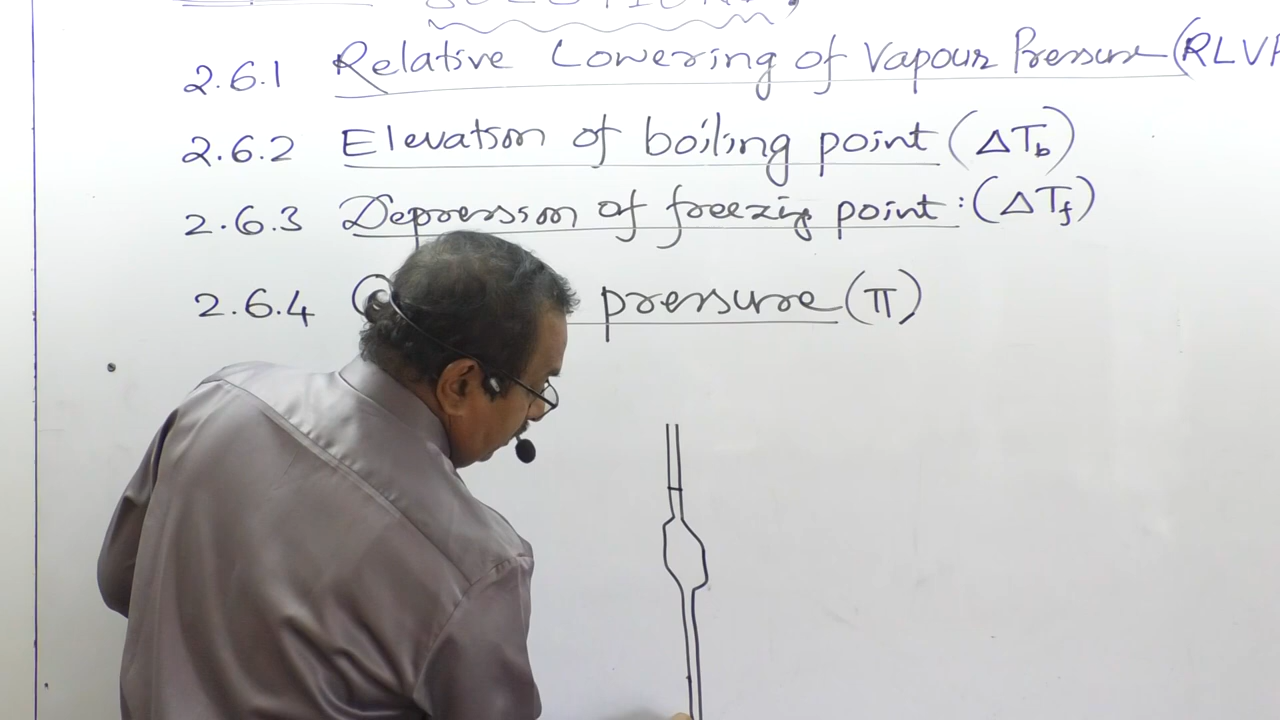 2.6.1 Relative Lowering of Vapour Pressure (RLVP
2.6.2 Elevation of boiling point (ΔTb)
2.6.3 Depression of freezing point : (ΔTf)
2.6.4 pressure (π)